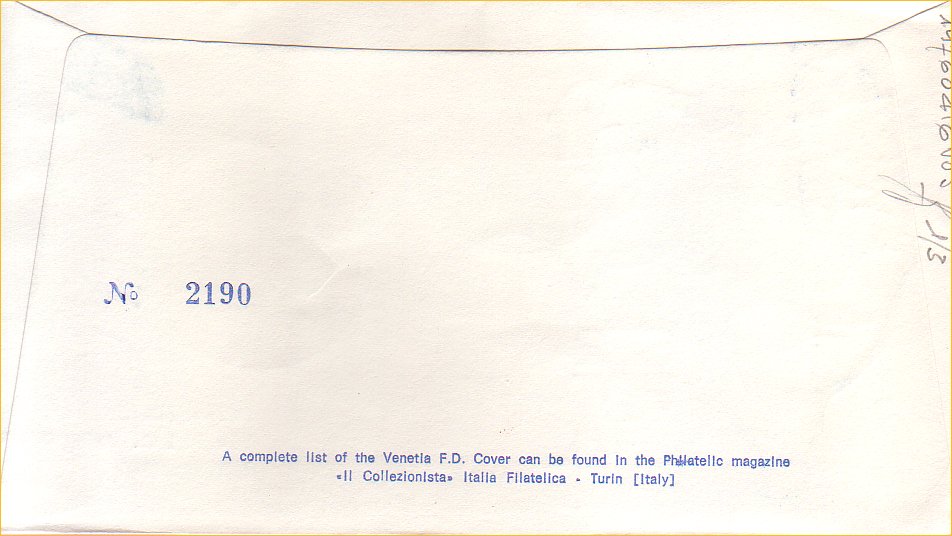 № 2190
A complete list of the Venetia F.D. Cover can be found in the Philatelic magazine
«Il Collezionista» Italia Filatelica - Turin [Italy]